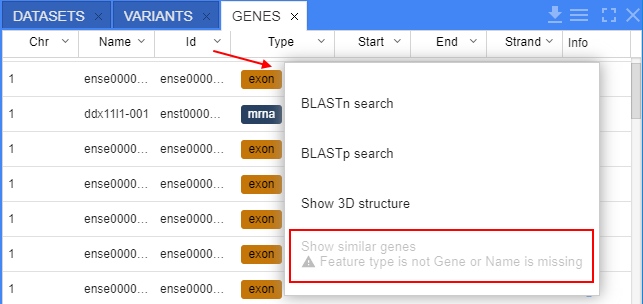 DATASETS × VARIANTS × GENES ×
Chr Name Id Type Start End Strand Info
1 ense0000... ense0000... exon
1 ddx11l1-001 enst0000... mrna
1 ense0000... ense0000... exon
1 ense0000... ense0000... exon
1 ense0000... ense0000... exon
1 ense0000... ense0000... exon
1 ense0000... ense0000... exon
BLASTn search
BLASTp search
Show 3D structure
Show similar genes
Feature type is not Gene or Name is missing